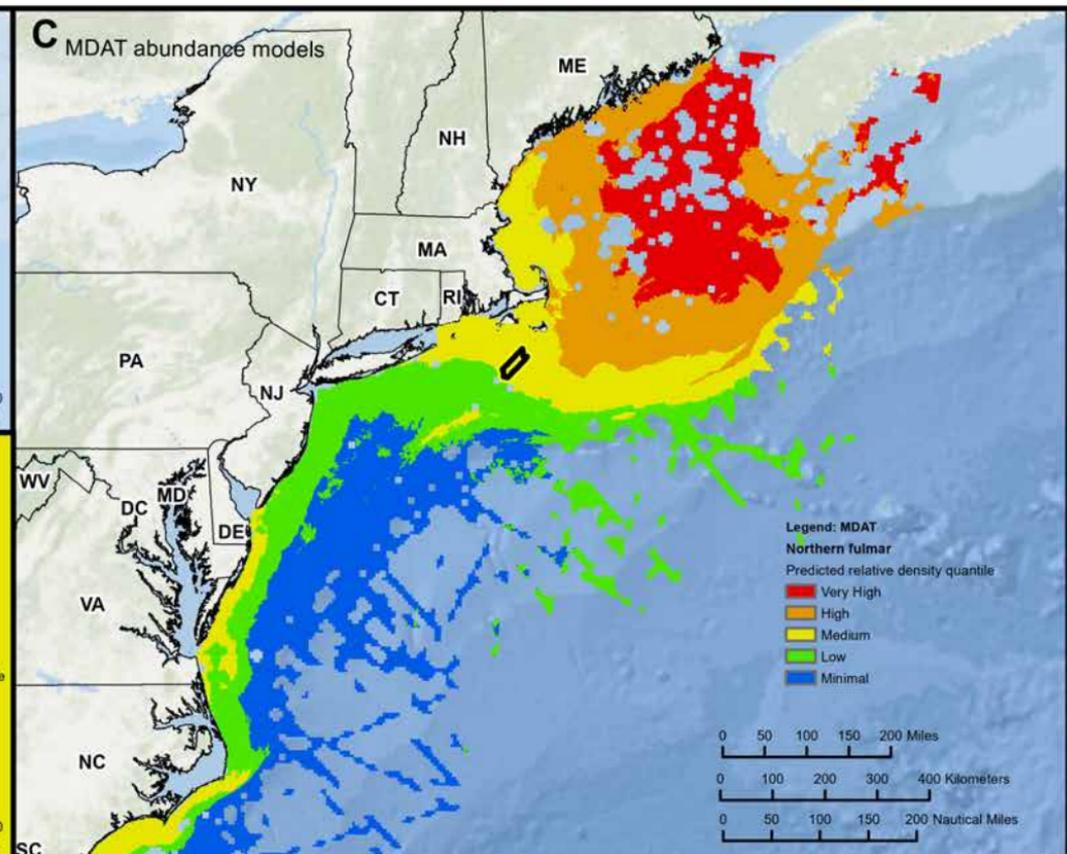 C MDAT abundance models
ME
NH
NY
MA
CT
RI
PA
NJ
WV
MD
DC
DE
VA
NC
SC
Legend: MDAT
Northern fulmar
Predicted relative density quantile
Very High
High
Medium
Low
Minimal
0 50 100 150 200 Miles
0 100 200 300 400 Kilometers
0 50 100 150 200 Nautical Miles